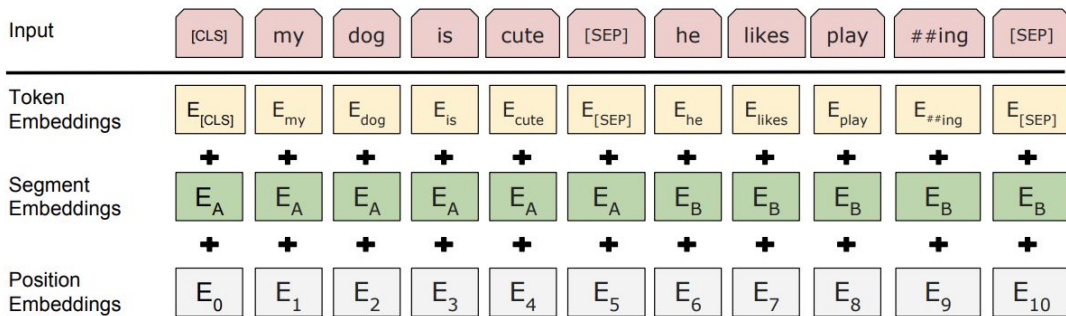 Input [CLS] my dog is cute [SEP] he likes play ##ing [SEP]
Token Embeddings E[CLS] Emy Edog Eis Ecute E[SEP] Ehe Elikes Eplay E##ing E[SEP]
+ + + + + + + + + + +
Segment Embeddings EA EA EA EA EA EA EB EB EB EB EB
+ + + + + + + + + + +
Position Embeddings E0 E1 E2 E3 E4 E5 E6 E7 E8 E9 E10